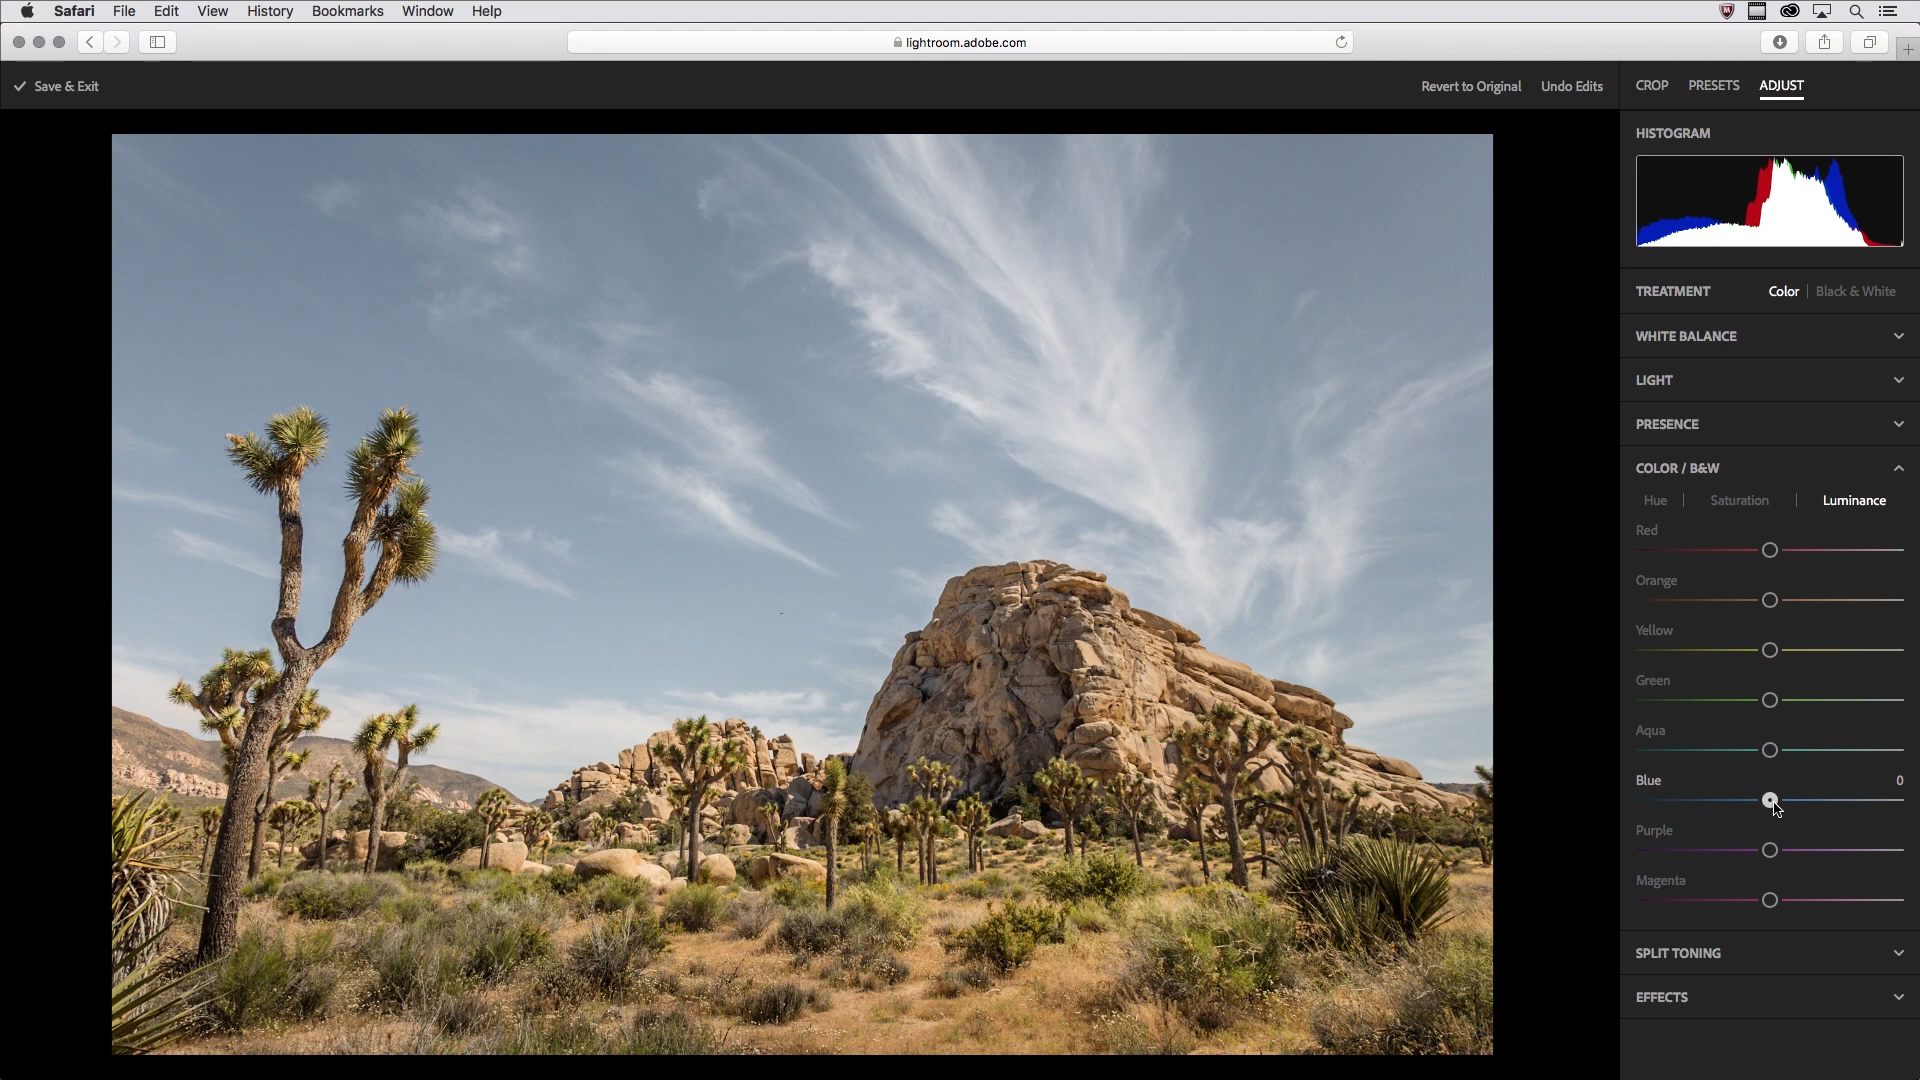 Safari File Edit View History Bookmarks Window Help
lightroom.adobe.com
Save & Exit
Revert to Original Undo Edits
CROP PRESETS ADJUST
HISTOGRAM
TREATMENT Color Black & White
WHITE BALANCE
LIGHT
PRESENCE
COLOR / B&W
Hue Saturation Luminance
Red
Orange
Yellow
Green
Aqua
Blue 0
Purple
Magenta
SPLIT TONING
EFFECTS